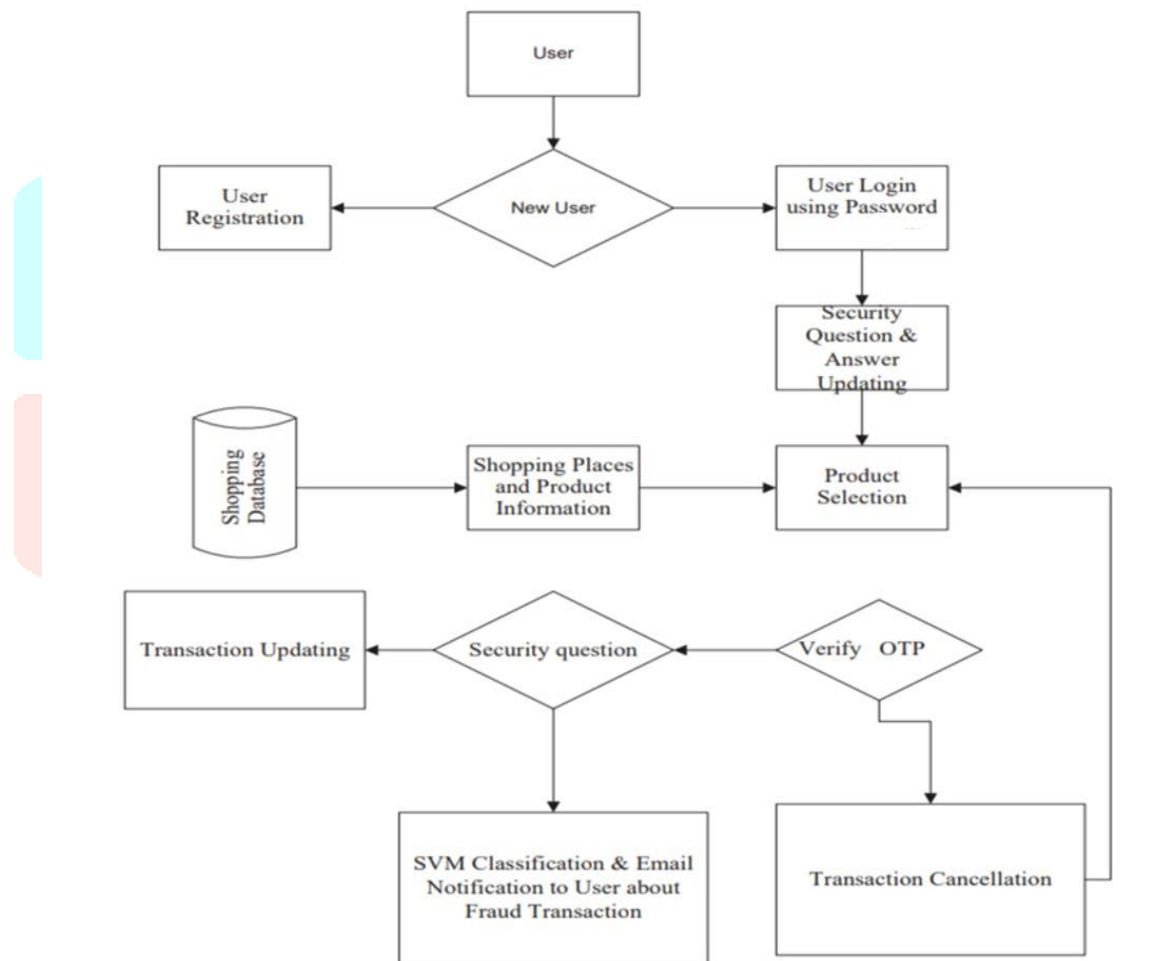 User
User
Registration
New User
User Login
using Password
Security
Question &
Answer
Updating
Shopping
Database
Shopping Places
and Product
Information
Product
Selection
Transaction Updating
Security question
Verify OTP
SVM Classification & Email
Notification to User about
Fraud Transaction
Transaction Cancellation